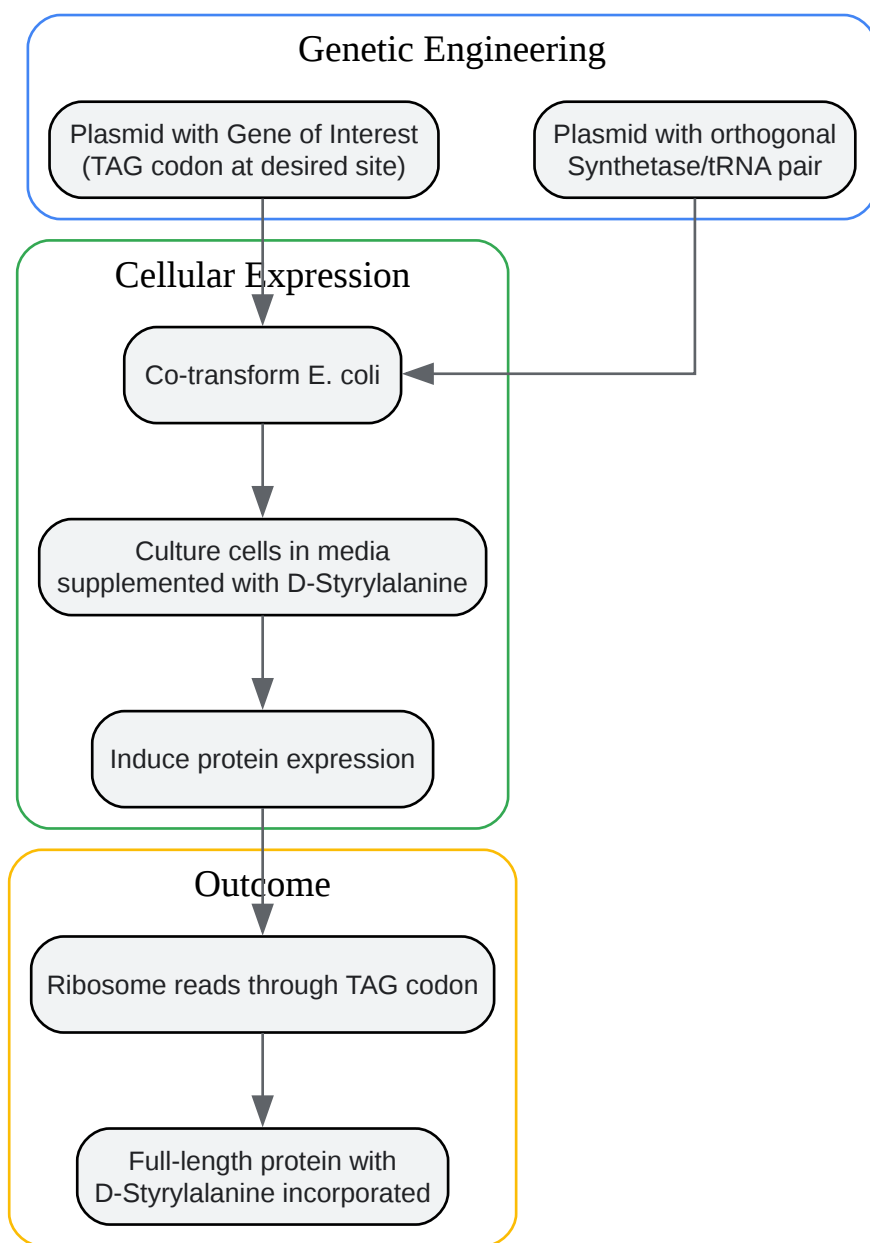 Genetic Engineering
Plasmid with Gene of Interest
(TAG codon at desired site)
Plasmid with orthogonal
Synthetase/tRNA pair
Cellular Expression
Co-transform E. coli
Culture cells in media
supplemented with D-Styrylalanine
Induce protein expression
Outcome
Ribosome reads through TAG codon
Full-length protein with
D-Styrylalanine incorporated